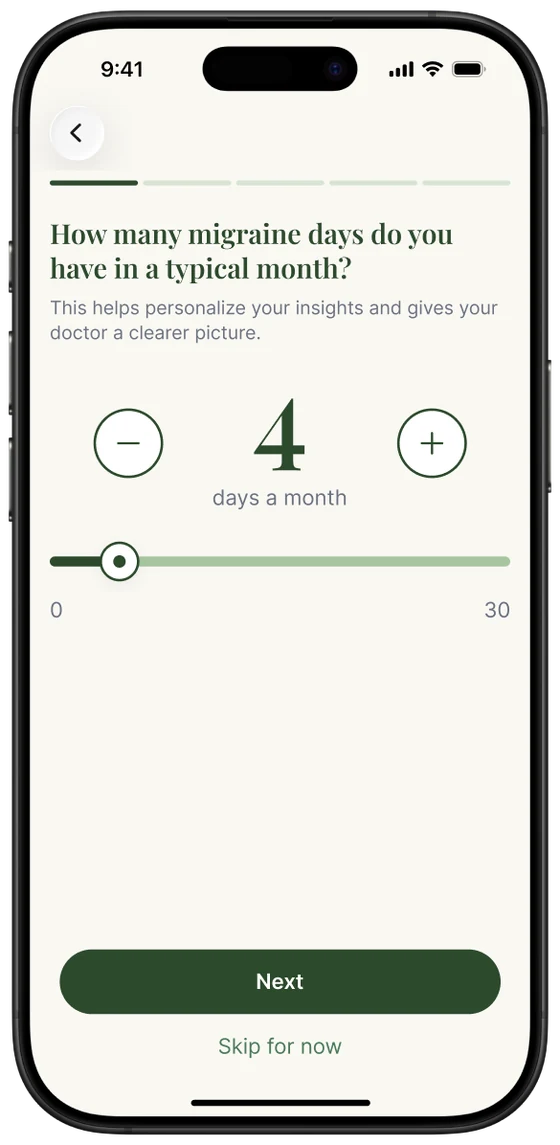 9:41
How many migraine days do you
have in a typical month?
This helps personalize your insights and gives your
doctor a clearer picture.
4
days a month
0
30
Next
Skip for now